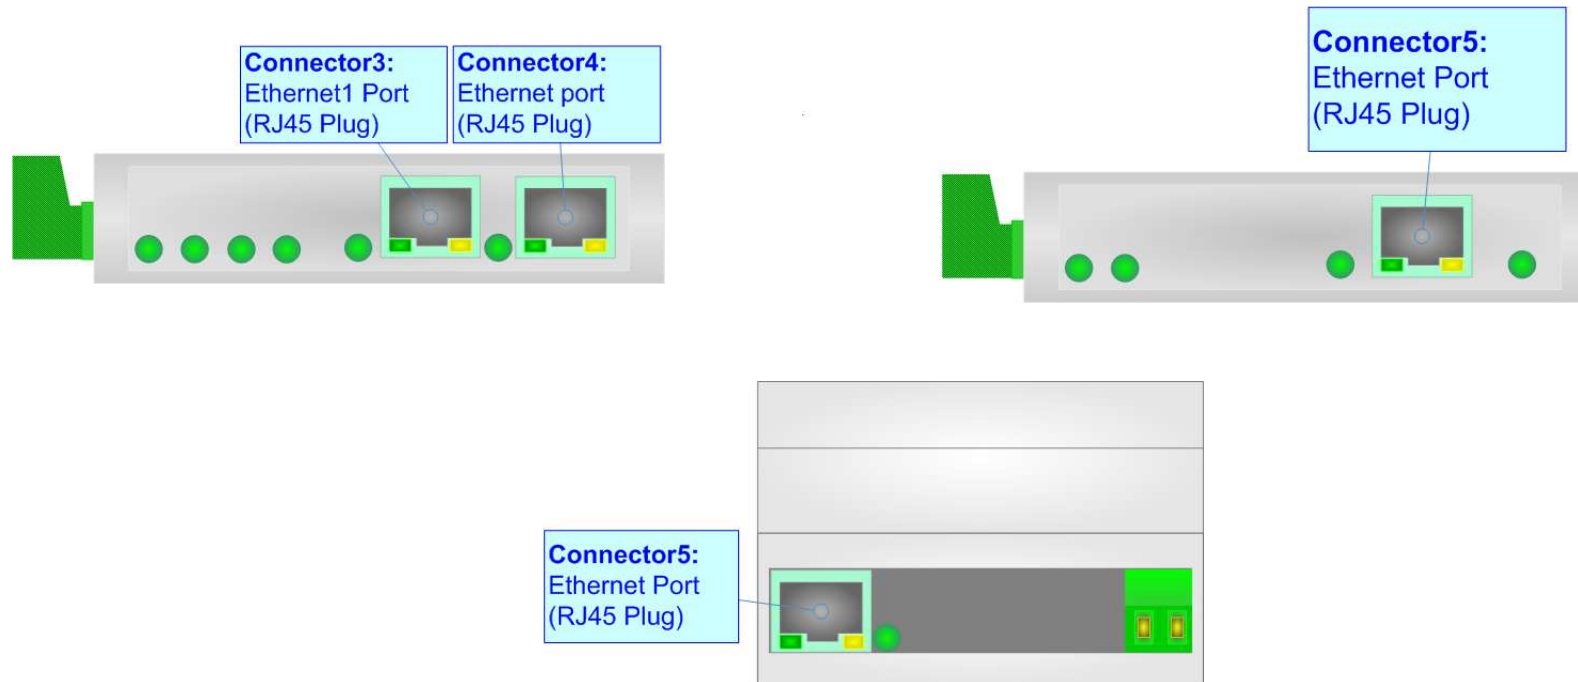 Connector3:
Ethernet1 Port
(RJ45 Plug)
Connector4:
Ethernet port
(RJ45 Plug)
Connector5:
Ethernet Port
(RJ45 Plug)
Connector5:
Ethernet Port
(RJ45 Plug)